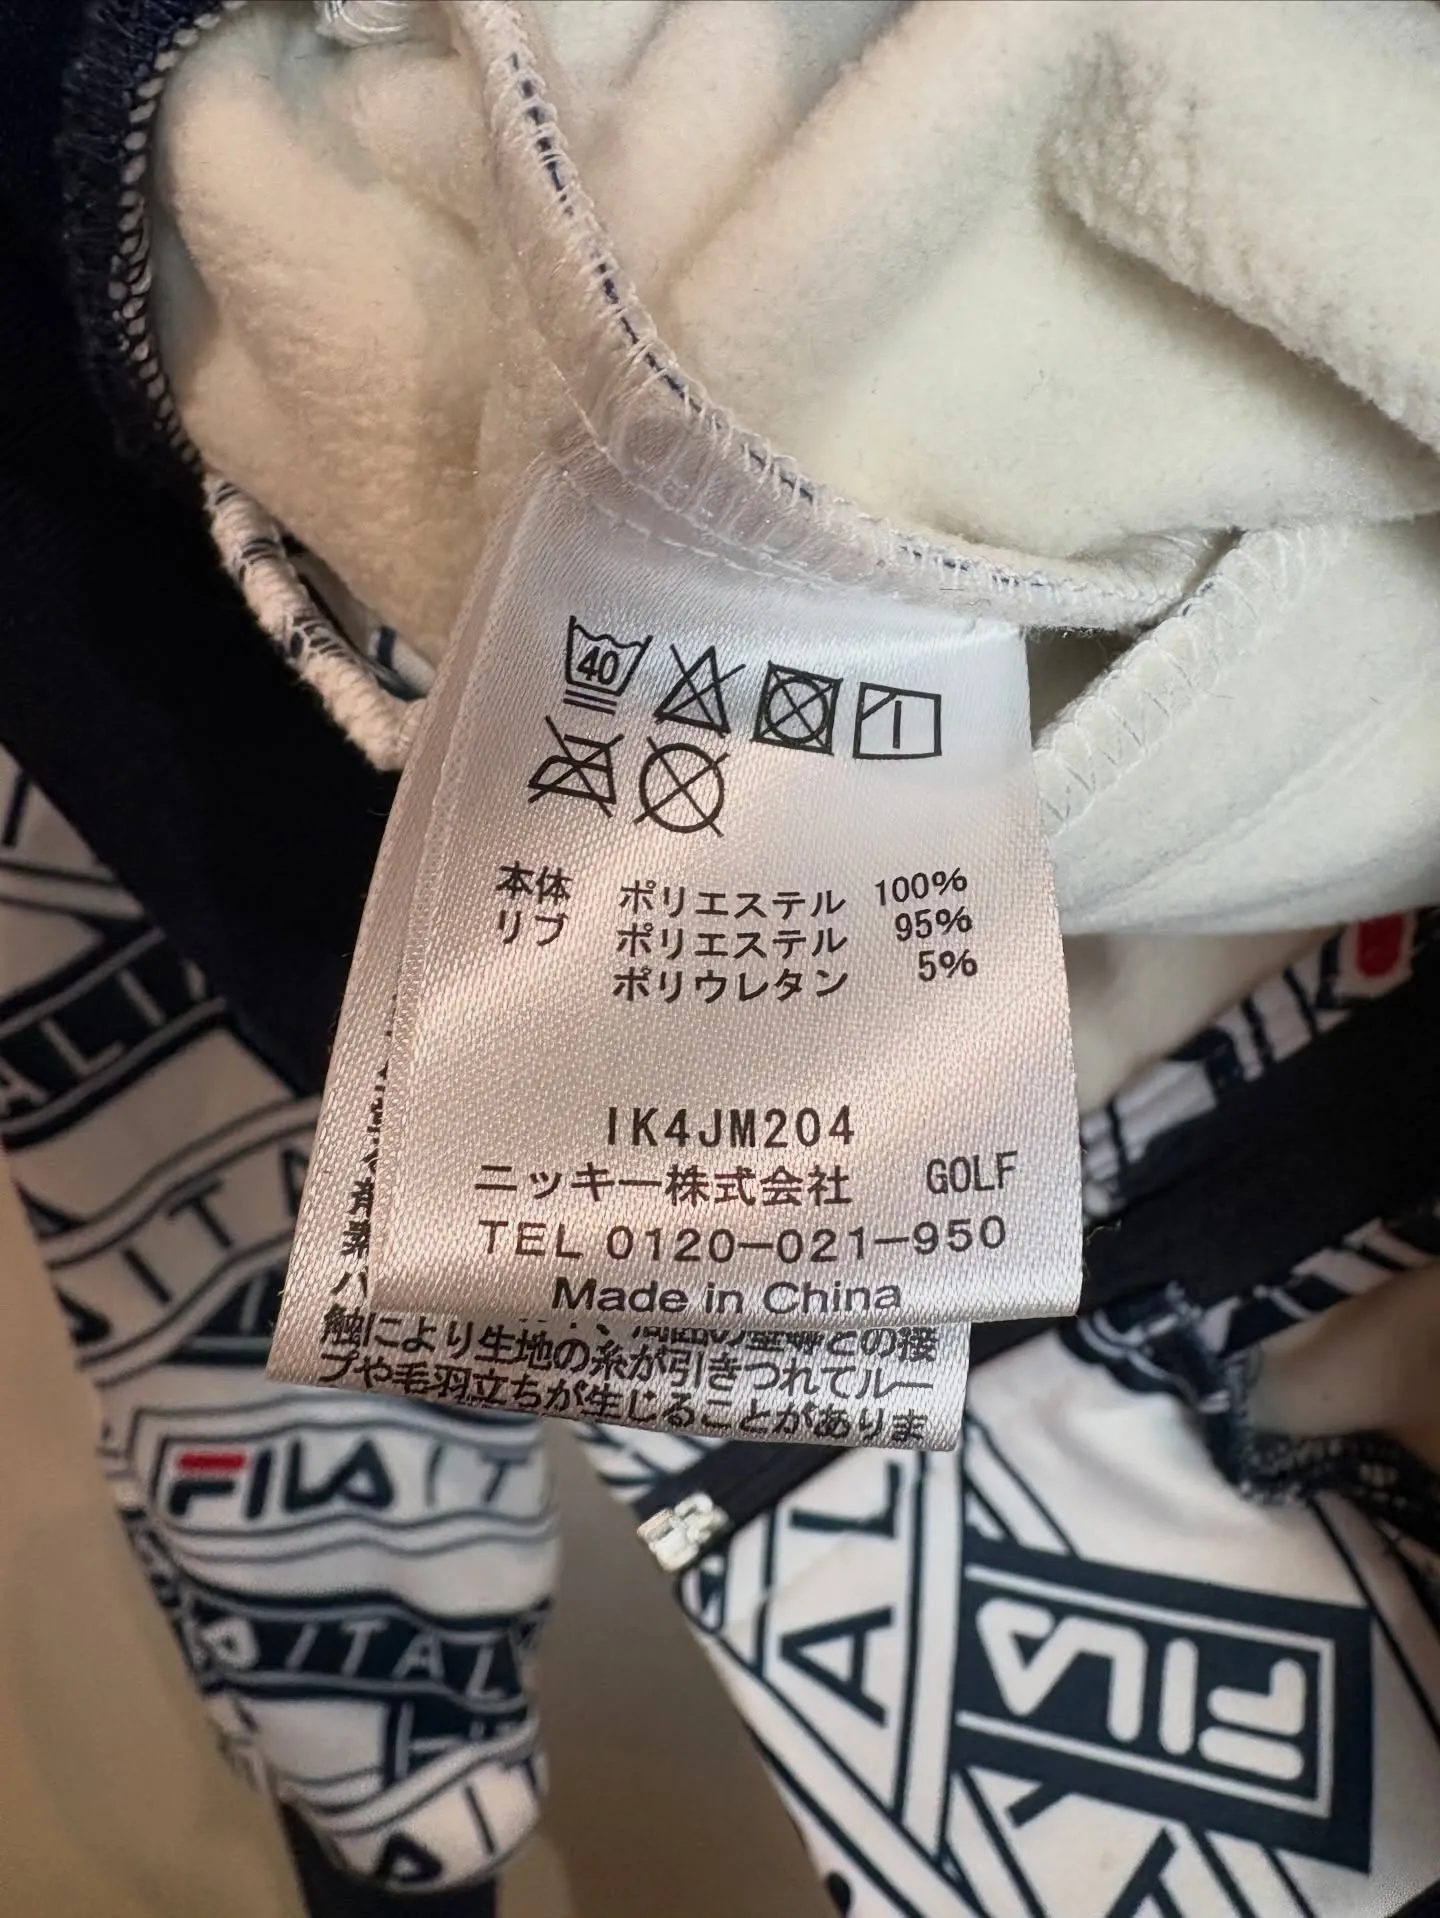 40
本体 ポリエステル 100%
リブ ポリエステル 95%
ポリウレタン 5%
IK4JM204
ニッキー株式会社 GOLF
TEL 0120-021-950
Made in China
触により生地の糸が引きつれてルー
プや毛羽立ちが生じることがありま
FILA IT
ITALY
FILA